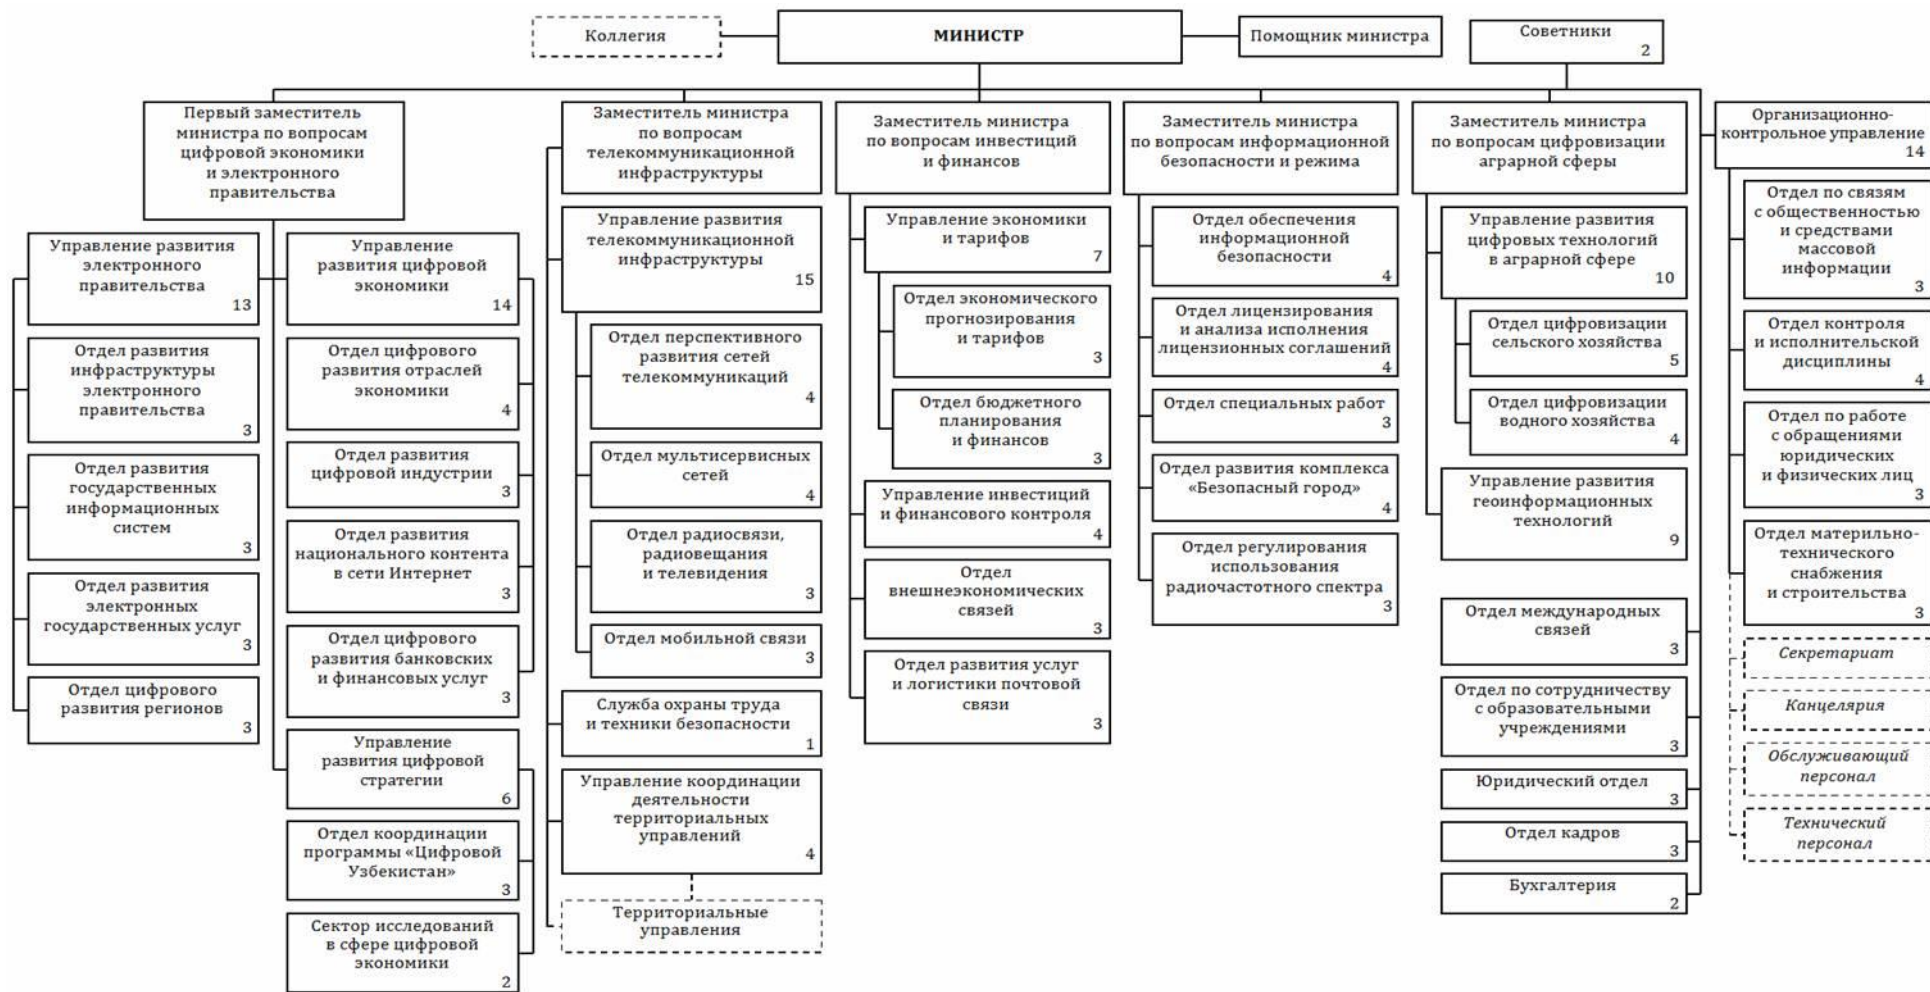 Коллегия
МИНИСТР
Помощник министра
Советники
2
Первый заместитель
министра по вопросам
цифровой экономики
и электронного
правительства
Управление развития
электронного
правительства
13
Отдел развития
инфраструктуры
электронного
правительства
3
Отдел развития
государственных
информационных
систем
3
Отдел развития
электронных
государственных услуг
3
Отдел цифрового
развития регионов
3
Управление
развития цифровой
экономики
14
Отдел цифрового
развития отраслей
экономики
4
Отдел развития
цифровой индустрии
3
Отдел развития
национального контента
в сети Интернет
3
Отдел цифрового
развития банковских
и финансовых услуг
3
Управление
развития цифровой
стратегии
6
Отдел координации
программы «Цифровой
Узбекистан»
3
Сектор исследований
в сфере цифровой
экономики
2
Заместитель министра
по вопросам
телекоммуникационной
инфраструктуры
Управление развития
телекоммуникационной
инфраструктуры
15
Отдел перспективного
развития сетей
телекоммуникаций
4
Отдел мультисервисных
сетей
4
Отдел радиосвязи,
радиовещания
и телевидения
3
Отдел мобильной связи
3
Служба охраны труда
и техники безопасности
1
Управление координации
деятельности
территориальных
управлений
4
Территориальные
управления
Заместитель министра
по вопросам инвестиций
и финансов
Управление экономики
и тарифов
7
Отдел экономического
прогнозирования
и тарифов
3
Отдел бюджетного
планирования
и финансов
3
Управление инвестиций
и финансового контроля
4
Отдел
внешнеэкономических
связей
3
Отдел развития услуг
и логистики почтовой
связи
3
Заместитель министра
по вопросам информационной
безопасности и режима
Отдел обеспечения
информационной
безопасности
4
Отдел лицензирования
и анализа исполнения
лицензионных соглашений
4
Отдел специальных работ
3
Отдел развития комплекса
«Безопасный город»
4
Отдел регулирования
использования
радиочастотного спектра
3
Заместитель министра
по вопросам цифровизации
аграрной сферы
Управление развития
цифровых технологий
в аграрной сфере
10
Отдел цифровизации
сельского хозяйства
5
Отдел цифровизации
водного хозяйства
4
Управление развития
геоинформационных
технологий
9
Отдел международных
связей
3
Отдел по сотрудничеству
с образовательными
учреждениями
3
Юридический отдел
3
Отдел кадров
3
Бухгалтерия
2
Организационно-
контрольное управление
14
Отдел по связям
с общественностью
и средствами
массовой
информации
3
Отдел контроля
и исполнительской
дисциплины
4
Отдел по работе
с обращениями
юридических
и физических лиц
3
Отдел материльно-
технического
снабжения
и строительства
3
Секретариат
Канцелярия
Обслуживающий
персонал
Технический
персонал